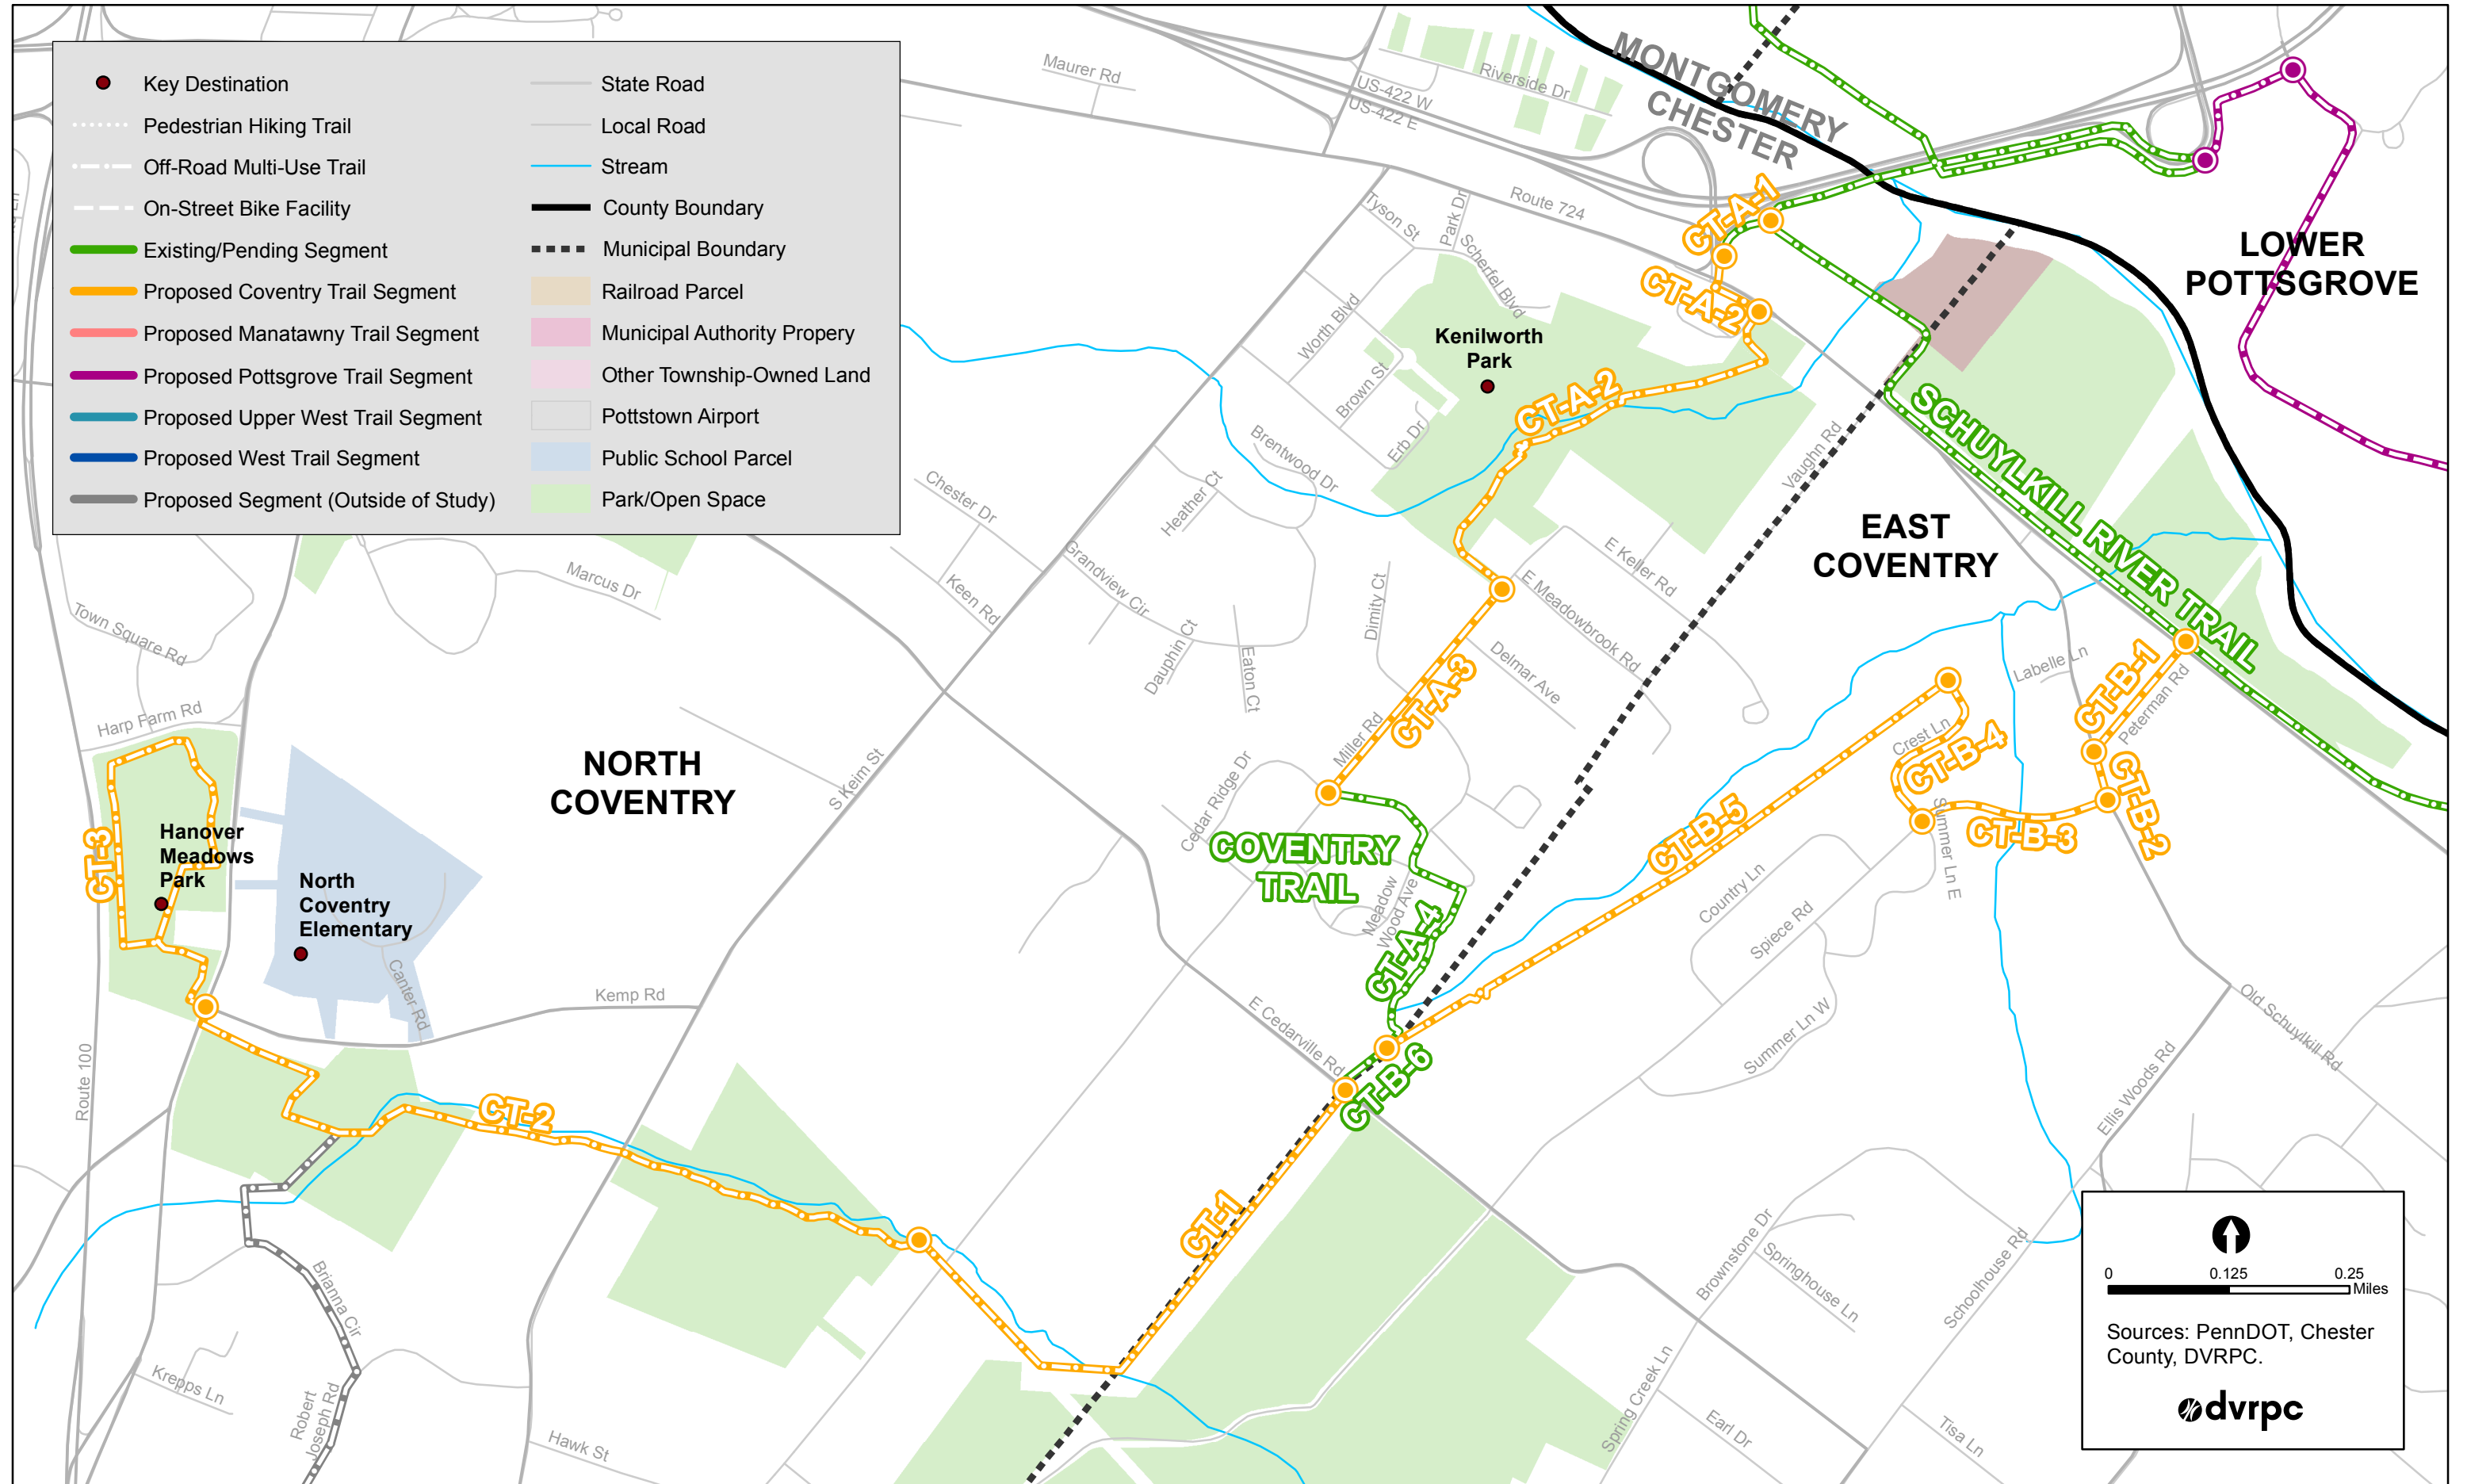 Key Destination
Pedestrian Hiking Trail
Off-Road Multi-Use Trail
On-Street Bike Facility
Existing/Pending Segment
Proposed Coventry Trail Segment
Proposed Manatawny Trail Segment
Proposed Pottsgrove Trail Segment
Proposed Upper West Trail Segment
Proposed West Trail Segment
Proposed Segment (Outside of Study)
State Road
Local Road
Stream
County Boundary
Municipal Boundary
Railroad Parcel
Municipal Authority Propery
Other Township-Owned Land
Pottstown Airport
Public School Parcel
Park/Open Space
Maurer Rd
Riverside Dr
US-422 W
US-422 E
MONTGOMERY
CHESTER
Route 724
Tyson St
Park Dr
Scherfel Blvd
Worth Blvd
Brown St
Erb Dr
Kenilworth
Park
CT-A-1
CT-A-2
CT-A-2
LOWER
POTTSGROVE
Vaughn Rd
EAST
COVENTRY
SCHUYLKILL RIVER TRAIL
Brentwood Dr
Heather Ct
Chester Dr
Keen Rd
Grandview Cir
Dauphin Ct
Eaton Ct
Dimity Ct
E Keller Rd
E Meadowbrook Rd
Delmar Ave
CT-A-3
Miller Rd
Cedar Ridge Dr
Marcus Dr
Town Square Rd
Harp Farm Rd
NORTH
COVENTRY
S Keim St
CT-3
Hanover
Meadows
Park
North
Coventry
Elementary
Canter Rd
Kemp Rd
Route 100
COVENTRY
TRAIL
Meadow
Wood Ave
CT-A-4
CT-B-6
E Cedarville Rd
CT-B-5
Labelle Ln
CT-B-1
Peterman Rd
CT-B-2
CT-B-3
CT-B-4
Crest Ln
Summer Ln E
Country Ln
Spiece Rd
Summer Ln W
Old Schuylkill Rd
Ellis Woods Rd
CT-2
CT-1
Brianna Cir
Krepps Ln
Robert
Joseph Rd
Hawk St
Brownstone Dr
Springhouse Ln
Schoolhouse Rd
Spring Creek Ln
Earl Dr
Tisa Ln
0 0.125 0.25
Miles
Sources: PennDOT, Chester
County, DVRPC.
dvrpc